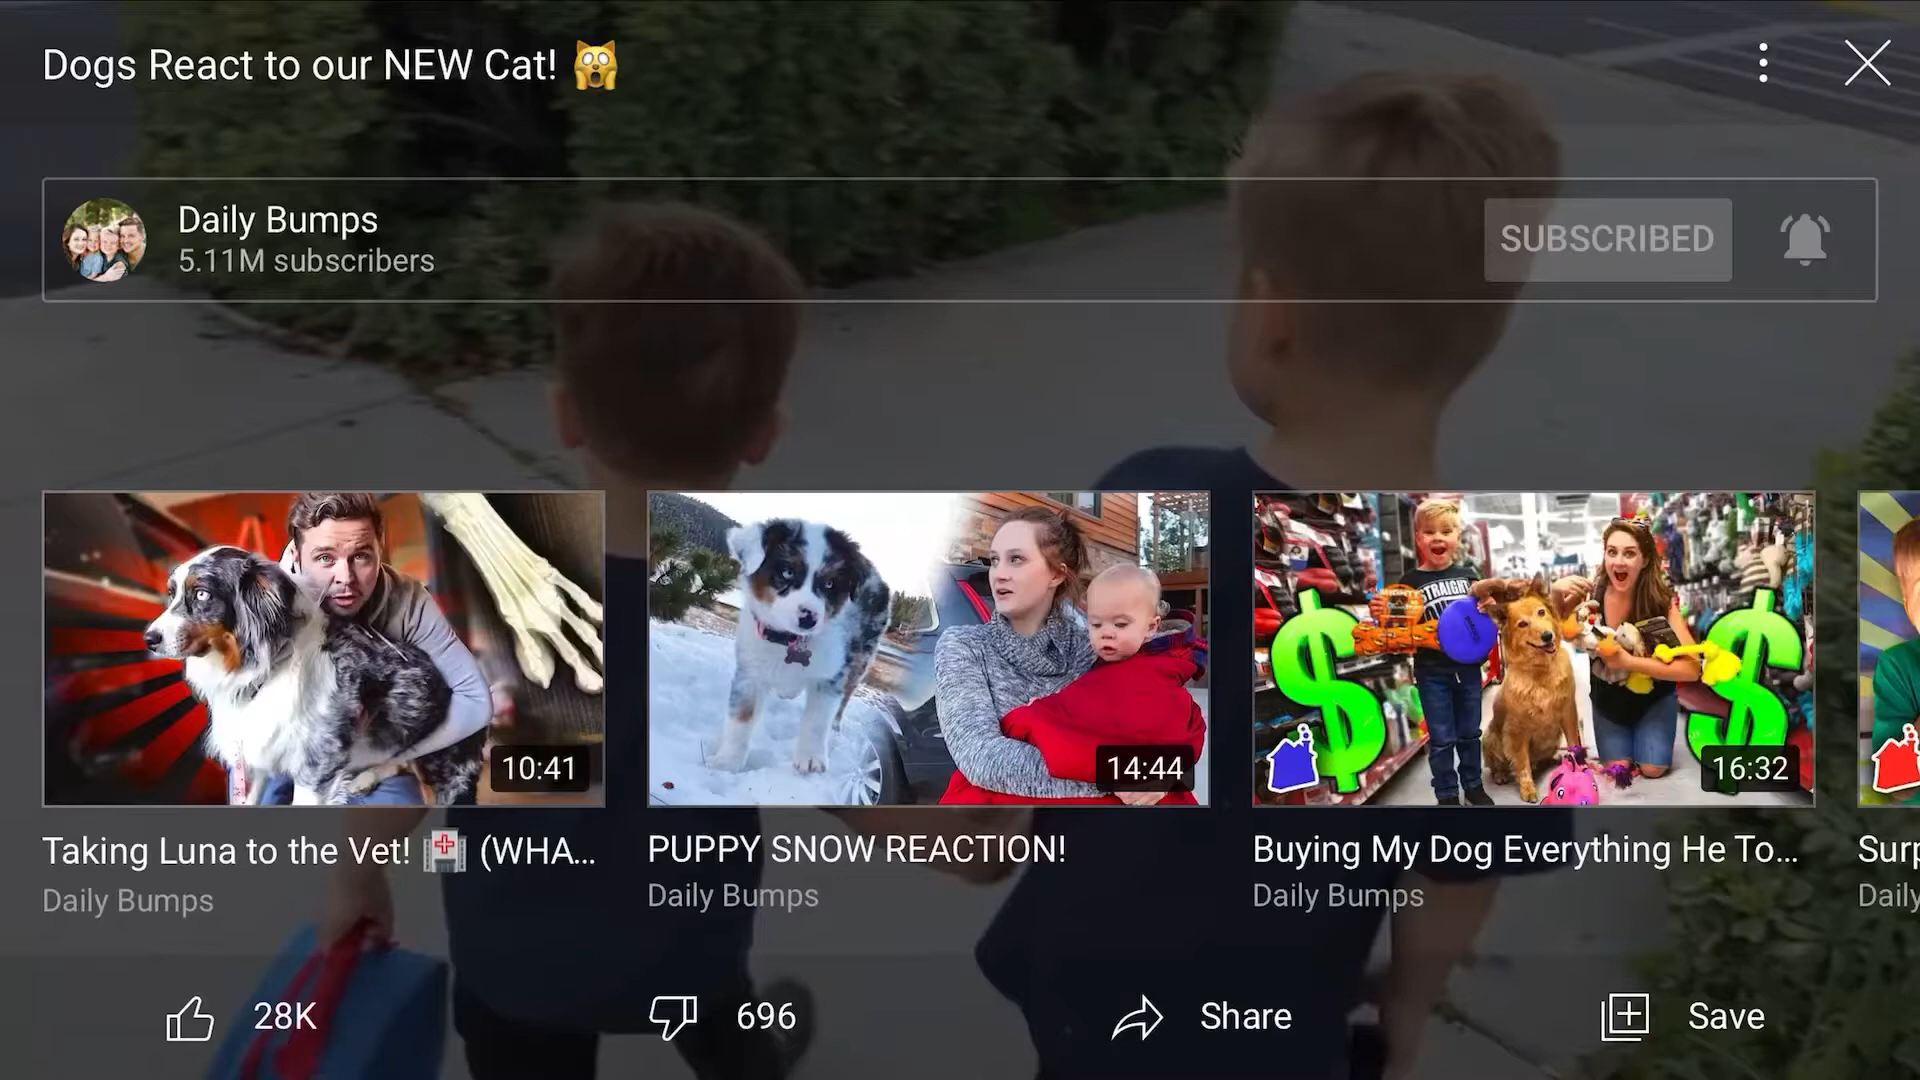 Dogs React to our NEW Cat! 🙀
Daily Bumps
5.11M subscribers
SUBSCRIBED
10:41
14:44
STRAIGHT
16:32
Taking Luna to the Vet! 🏥 (WHA...
Daily Bumps
PUPPY SNOW REACTION!
Daily Bumps
Buying My Dog Everything He To...
Daily Bumps
Surp
Daily
28K
696
Share
Save